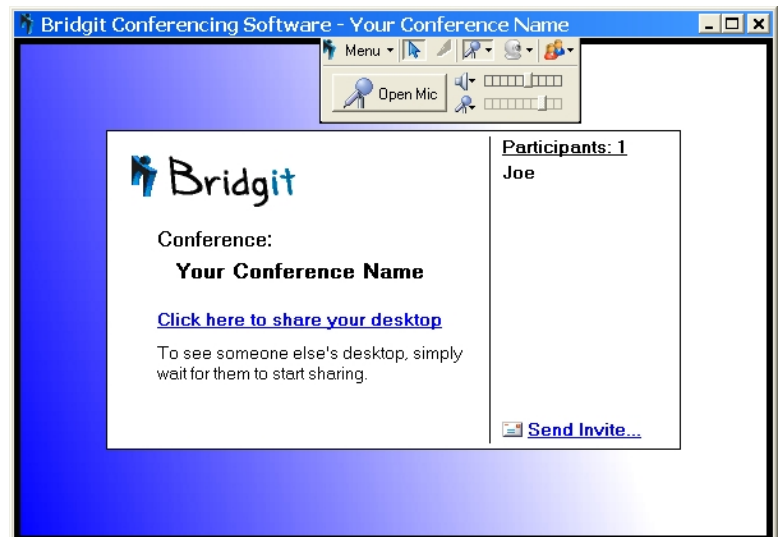 Bridgit Conferencing Software - Your Conference Name
Menu
Open Mic
Bridgit
Conference:
Your Conference Name
Click here to share your desktop
To see someone else's desktop, simply
wait for them to start sharing.
Participants: 1
Joe
Send Invite...